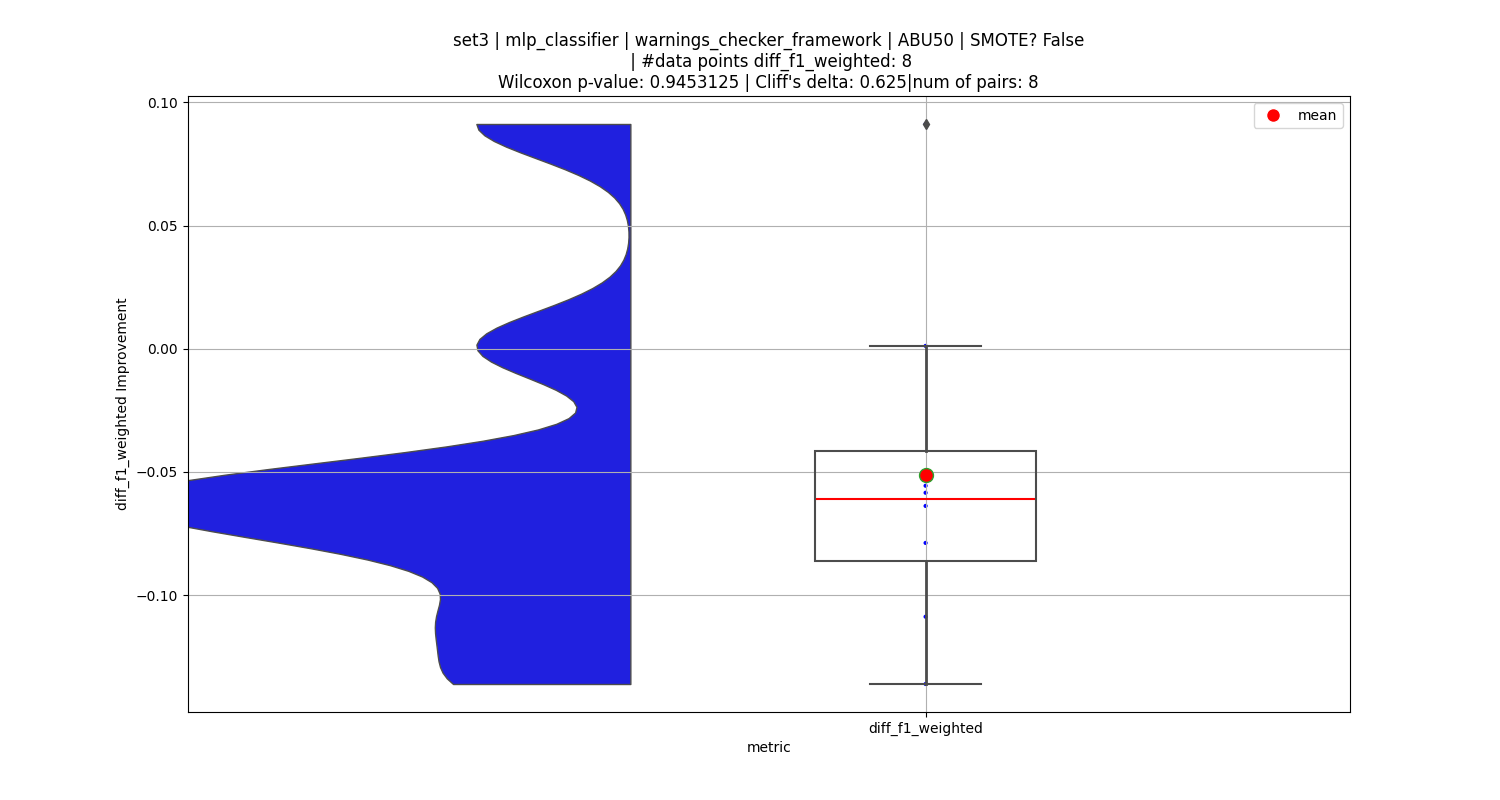 set3 | mlp_classifier | warnings_checker_framework | ABU50 | SMOTE? False
| #data points diff_f1_weighted: 8
Wilcoxon p-value: 0.9453125 | Cliff's delta: 0.625|num of pairs: 8
mean
0.10
0.05
0.00
−0.05
−0.10
diff_f1_weighted Improvement
diff_f1_weighted
metric